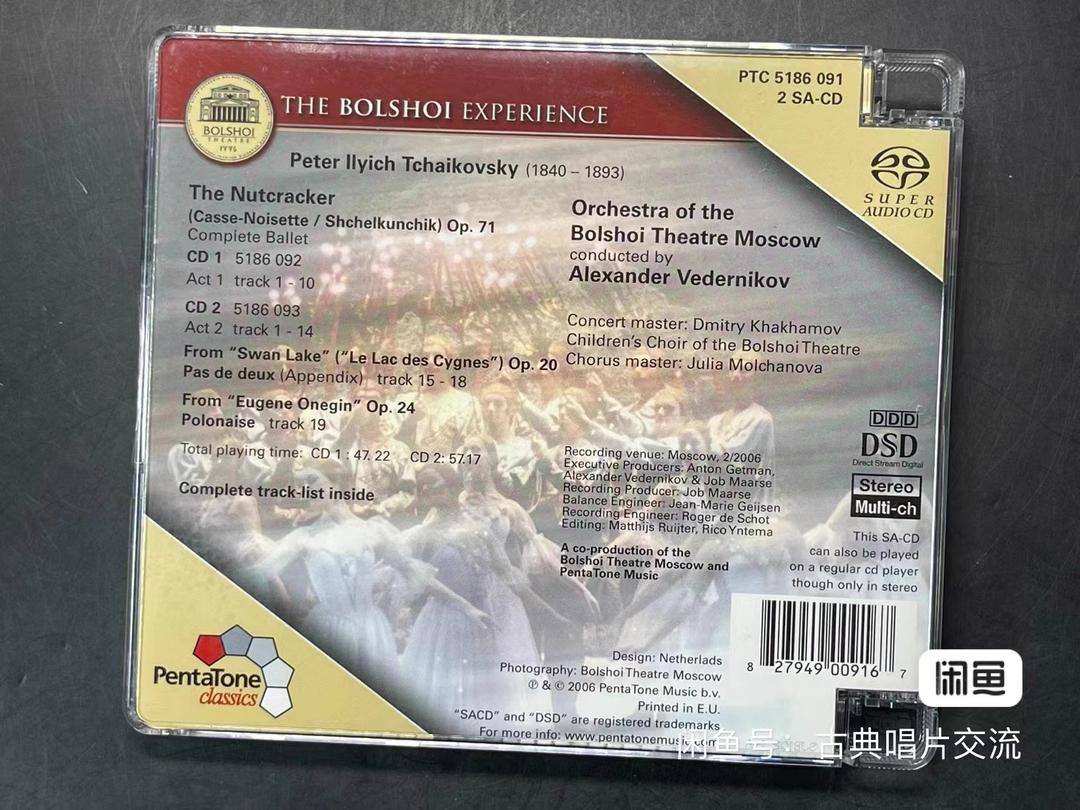 THE BOLSHOI EXPERIENCE
BOLSHOI
THEATRE
1776
PTC 5186 091
2 SA-CD
SUPER
AUDIO CD
Peter Ilyich Tchaikovsky (1840 – 1893)
The Nutcracker
(Casse-Noisette / Shchelkunchik) Op. 71
Complete Ballet
CD 1 5186 092
Act 1 track 1 - 10
CD 2 5186 093
Act 2 track 1 - 14
From “Swan Lake” (“Le Lac des Cygnes”) Op. 20
Pas de deux (Appendix) track 15 - 18
From “Eugene Onegin” Op. 24
Polonaise track 19
Total playing time: CD 1 : 47. 22 CD 2: 57.17
Complete track-list inside
Orchestra of the
Bolshoi Theatre Moscow
conducted by
Alexander Vedernikov
Concert master: Dmitry Khakhamov
Children's Choir of the Bolshoi Theatre
Chorus master: Julia Molchanova
Recording venue: Moscow, 2/2006
Executive Producers: Anton Getman,
Alexander Vedernikov & Job Maarse
Recording Producer: Job Maarse
Balance Engineer: Jean-Marie Geijsen
Recording Engineer: Roger de Schot
Editing: Matthijs Ruijter, Rico Yntema
A co-production of the
Bolshoi Theatre Moscow and
PentaTone Music
DDD
DSD
Direct Stream Digital
Stereo
Multi-ch
This SA-CD
can also be played
on a regular cd player
though only in stereo
8 27949 00916 7
PentaTone
classics
Design: Netherlads
Photography: Bolshoi Theatre Moscow
℗ & © 2006 PentaTone Music b.v.
Printed in E.U.
“SACD” and “DSD” are registered trademarks
For more info: www.pentatonemusic.com
闲鱼
闲鱼号：古典唱片交流